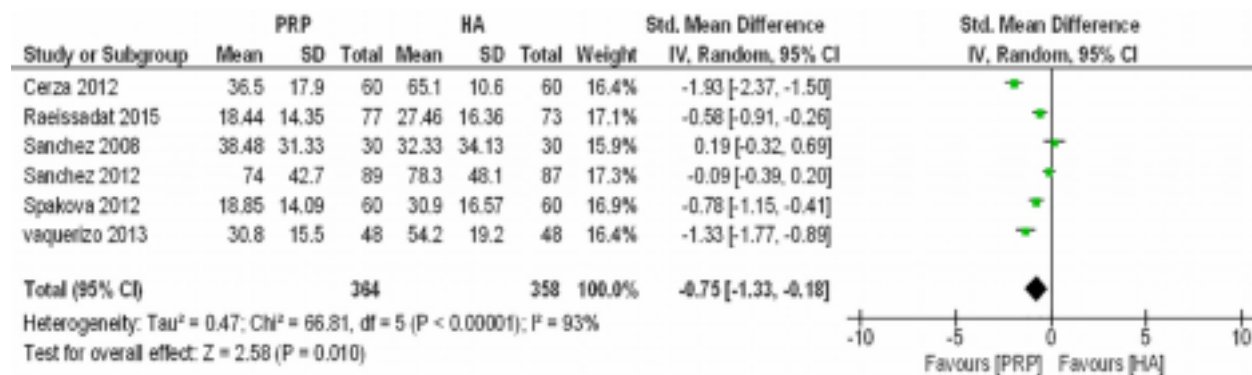 PRP HA Std. Mean Difference Std. Mean Difference
Study or Subgroup Mean SD Total Mean SD Total Weight IV, Random, 95% CI IV, Random, 95% CI
Cerza 2012 36.5 17.9 60 65.1 10.6 60 16.4% -1.93 [-2.37, -1.50]
Raeissadat 2015 18.44 14.35 77 27.46 16.36 73 17.1% -0.58 [-0.91, -0.26]
Sanchez 2008 38.48 31.33 30 32.33 34.13 30 15.9% 0.19 [-0.32, 0.69]
Sanchez 2012 74 42.7 89 78.3 48.1 87 17.3% -0.09 [-0.39, 0.20]
Spakova 2012 18.85 14.09 60 30.9 16.57 60 16.9% -0.78 [-1.15, -0.41]
vaquerizo 2013 30.8 15.5 48 54.2 19.2 48 16.4% -1.33 [-1.77, -0.89]
Total (95% CI) 364 358 100.0% -0.75 [-1.33, -0.18]
Heterogeneity: Tau² = 0.47; Chi² = 66.81, df = 5 (P < 0.00001); I² = 93%
Test for overall effect: Z = 2.58 (P = 0.010)
-10 -5 0 5 10
Favours [PRP] Favours [HA]